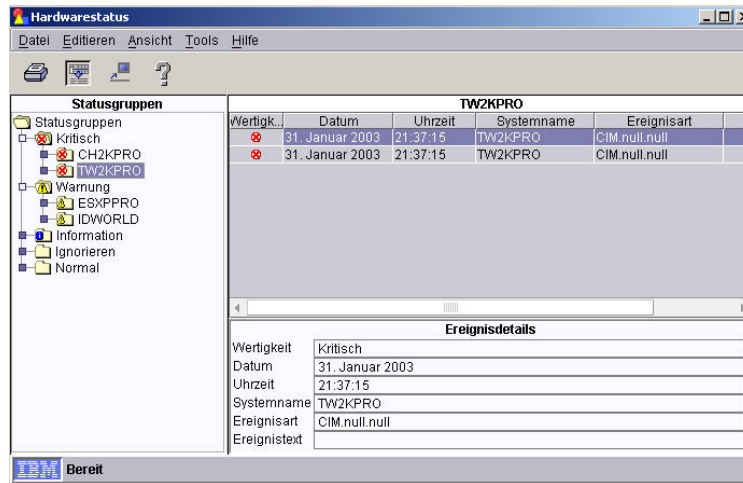 Hardwarestatus
Datei Editieren Ansicht Tools Hilfe
Statusgruppen
Statusgruppen
Kritisch
CH2KPRO
TW2KPRO
Warnung
ESXPPRO
IDWORLD
Information
Ignorieren
Normal
TW2KPRO
Wertigk... Datum Uhrzeit Systemname Ereignisart
31. Januar 2003 21:37:15 TW2KPRO CIM.null.null
31. Januar 2003 21:37:15 TW2KPRO CIM.null.null
Ereignisdetails
Wertigkeit Kritisch
Datum 31. Januar 2003
Uhrzeit 21:37:15
Systemname TW2KPRO
Ereignisart CIM.null.null
Ereignistext
IBM Bereit